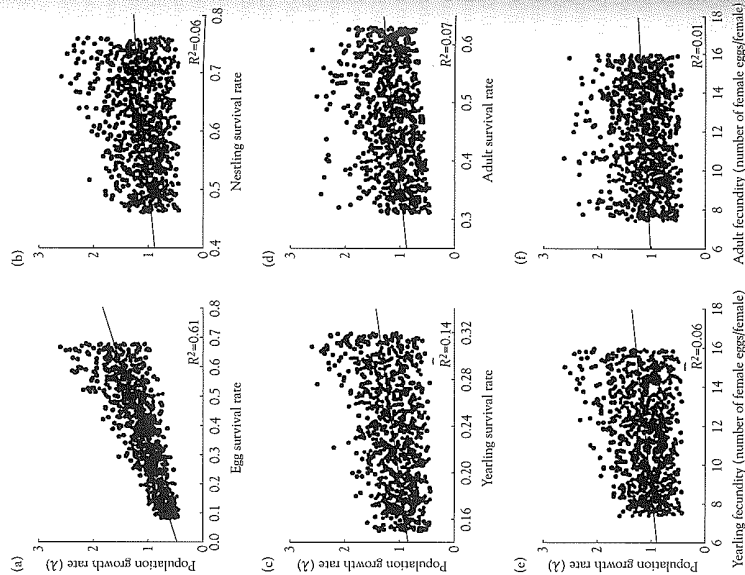 (a)
3
2
1
0
Population growth rate (λ)
R²=0.61
0.0 0.1 0.2 0.3 0.4 0.5 0.6 0.7 0.8
Egg survival rate
(b)
3
2
1
0
R²=0.06
0.4 0.5 0.6 0.7 0.8
Nestling survival rate
(c)
3
2
1
0
Population growth rate (λ)
R²=0.14
0.16 0.20 0.24 0.28 0.32
Yearling survival rate
(d)
3
2
1
0
R²=0.07
0.3 0.4 0.5 0.6
Adult survival rate
(e)
3
2
1
0
Population growth rate (λ)
R²=0.06
6 8 10 12 14 16 18
Yearling fecundity (number of female eggs/female)
(f)
3
2
1
0
R²=0.01
6 8 10 12 14 16 18
Adult fecundity (number of female eggs/female)